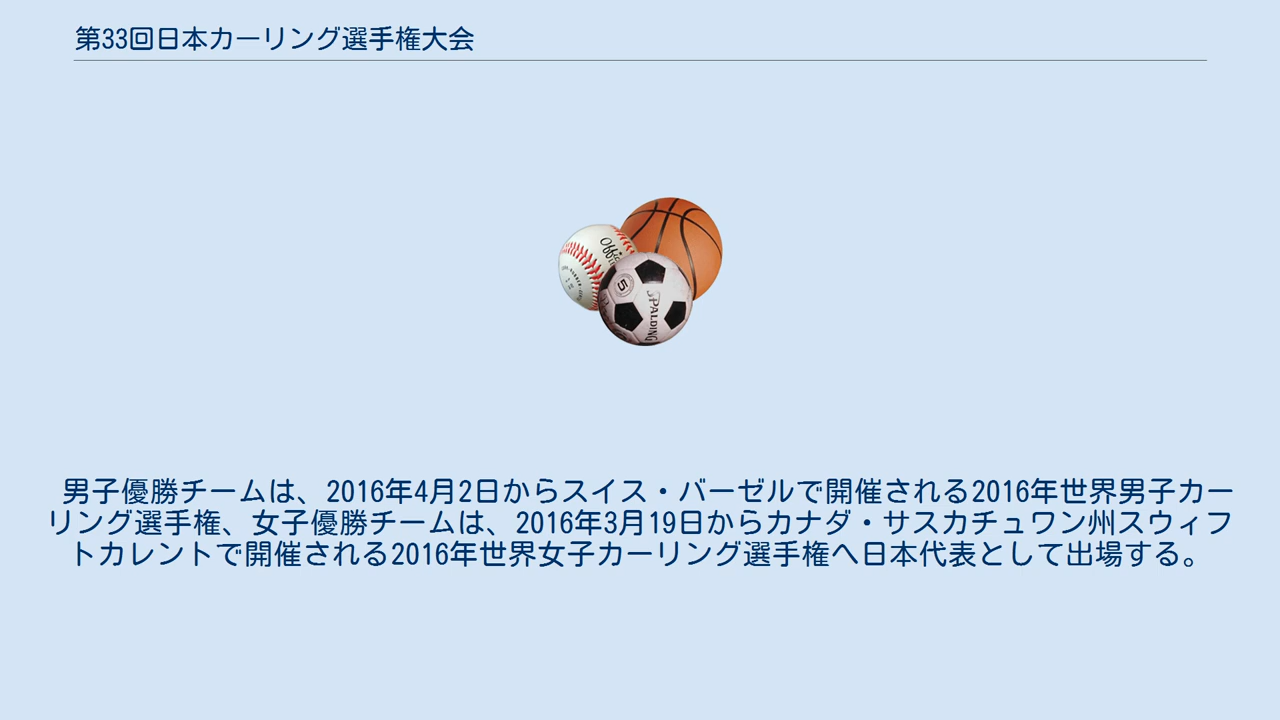 第33回日本カーリング選手権大会
Offic
5
SPALDING
男子優勝チームは、2016年4月2日からスイス・バーゼルで開催される2016年世界男子カー
リング選手権、女子優勝チームは、2016年3月19日からカナダ・サスカチュワン州スウィフ
トカレントで開催される2016年世界女子カーリング選手権へ日本代表として出場する。